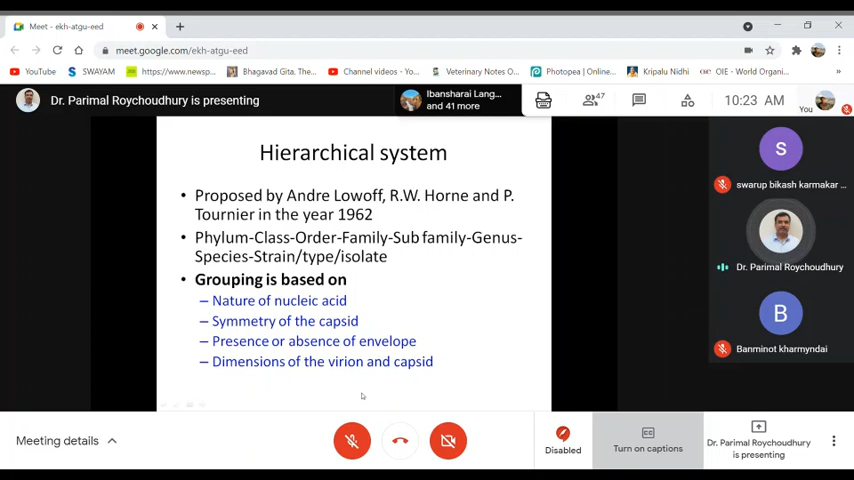 Meet - ekh-atgu-eed
meet.google.com/ekh-atgu-eed
YouTube
SWAYAM
https://www.newsp...
Bhagavad Gita, The...
Channel videos - Yo...
Veterinary Notes O...
Photopea | Online...
Kripalu Nidhi
OIE - World Organi...
Dr. Parimal Roychoudhury is presenting
Ibansharai Lang...
and 41 more
47
10:23 AM
You
Hierarchical system
• Proposed by Andre Lowoff, R.W. Horne and P.
Tournier in the year 1962
• Phylum-Class-Order-Family-Sub family-Genus-
Species-Strain/type/isolate
• Grouping is based on
– Nature of nucleic acid
– Symmetry of the capsid
– Presence or absence of envelope
– Dimensions of the virion and capsid
S
swarup bikash karmakar ...
Dr. Parimal Roychoudhury
B
Banminot kharmyndai
Meeting details
Disabled
CC
Turn on captions
Dr. Parimal Roychoudhury
is presenting